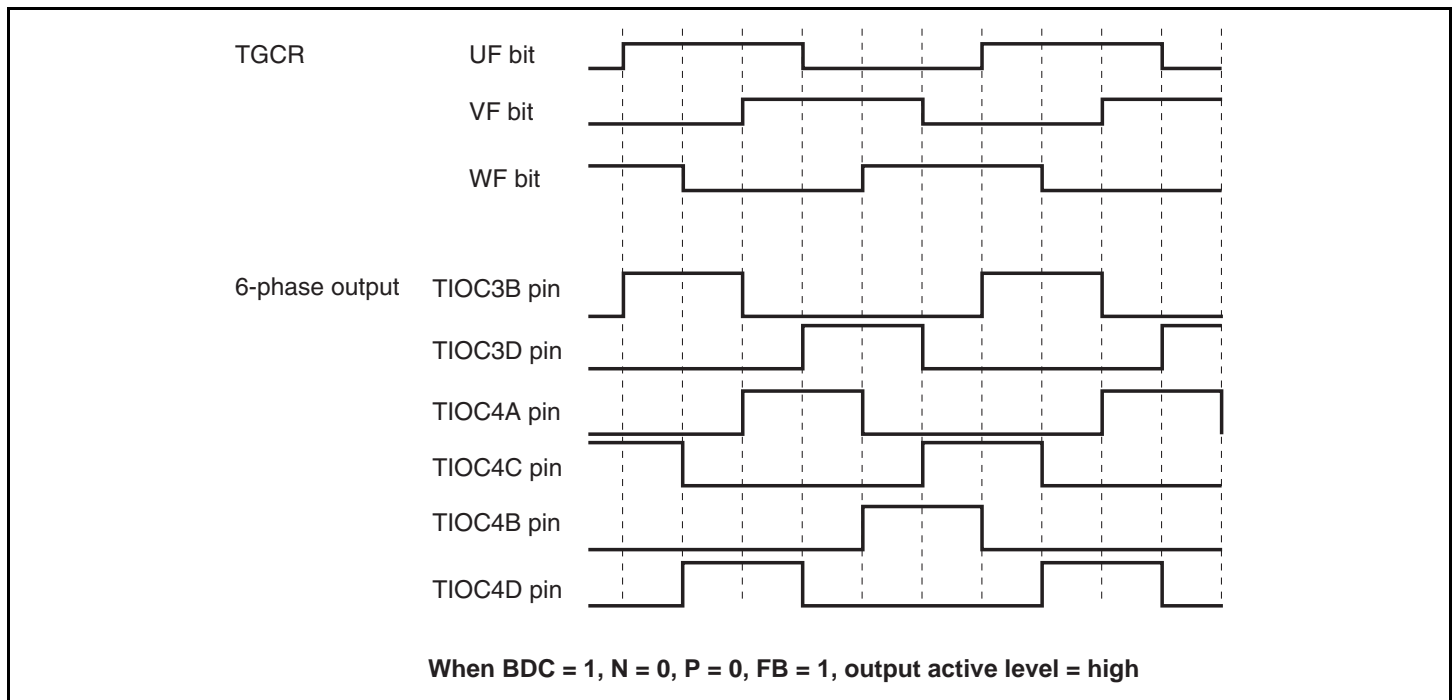 TGCR UF bit
VF bit
WF bit
6-phase output TIOC3B pin
TIOC3D pin
TIOC4A pin
TIOC4C pin
TIOC4B pin
TIOC4D pin
When BDC = 1, N = 0, P = 0, FB = 1, output active level = high